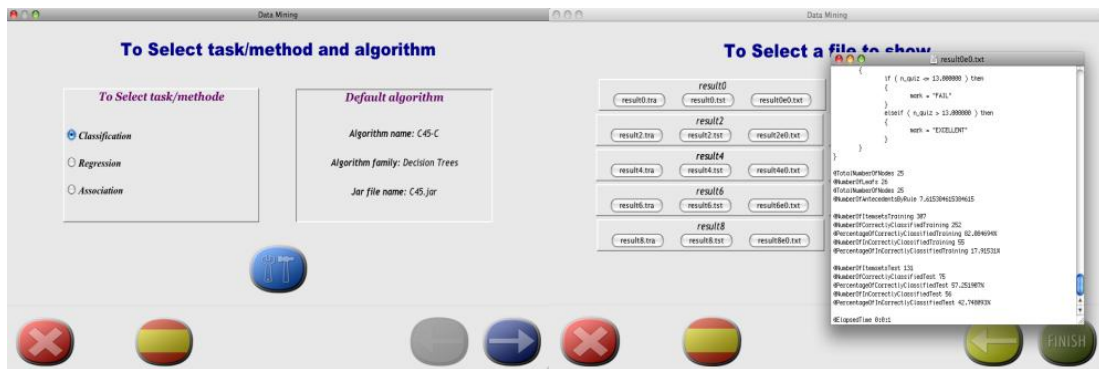 Data Mining
To Select task/method and algorithm
To Select task/methode
Classification
Regression
Association
Default algorithm
Algorithm name: C45-C
Algorithm family: Decision Trees
Jar file name: C45.jar
Data Mining
To Select a file to show
result0
result0.tra result0.tst result0e0.txt
result2
result2.tra result2.tst result2e0.txt
result4
result4.tra result4.tst result4e0.txt
result6
result6.tra result6.tst result6e0.txt
result8
result8.tra result8.tst result8e0.txt
result0e0.txt
{
if ( n_quiz <= 13.000000 ) then
{
mark = "FAIL"
}
elseif ( n_quiz > 13.000000 ) then
{
mark = "EXCELLENT"
}
}
}
@TotalNumberOfNodes 25
@NumberOfLeafs 26
@TotalNumberOfNodes 25
@NumberOfAntecedentsByRule 7.615384615384615
@NumberOfItemsetsTraining 307
@NumberOfCorrectlyClassifiedTraining 252
@PercentageOfCorrectlyClassifiedTraining 82.084694%
@NumberOfInCorrectlyClassifiedTraining 55
@PercentageOfInCorrectlyClassifiedTraining 17.91531%
@NumberOfItemsetsTest 131
@NumberOfCorrectlyClassifiedTest 75
@PercentageOfCorrectlyClassifiedTest 57.251907%
@NumberOfInCorrectlyClassifiedTest 56
@PercentageOfInCorrectlyClassifiedTest 42.748093%
@ElapsedTime 0:0:1
FINISH